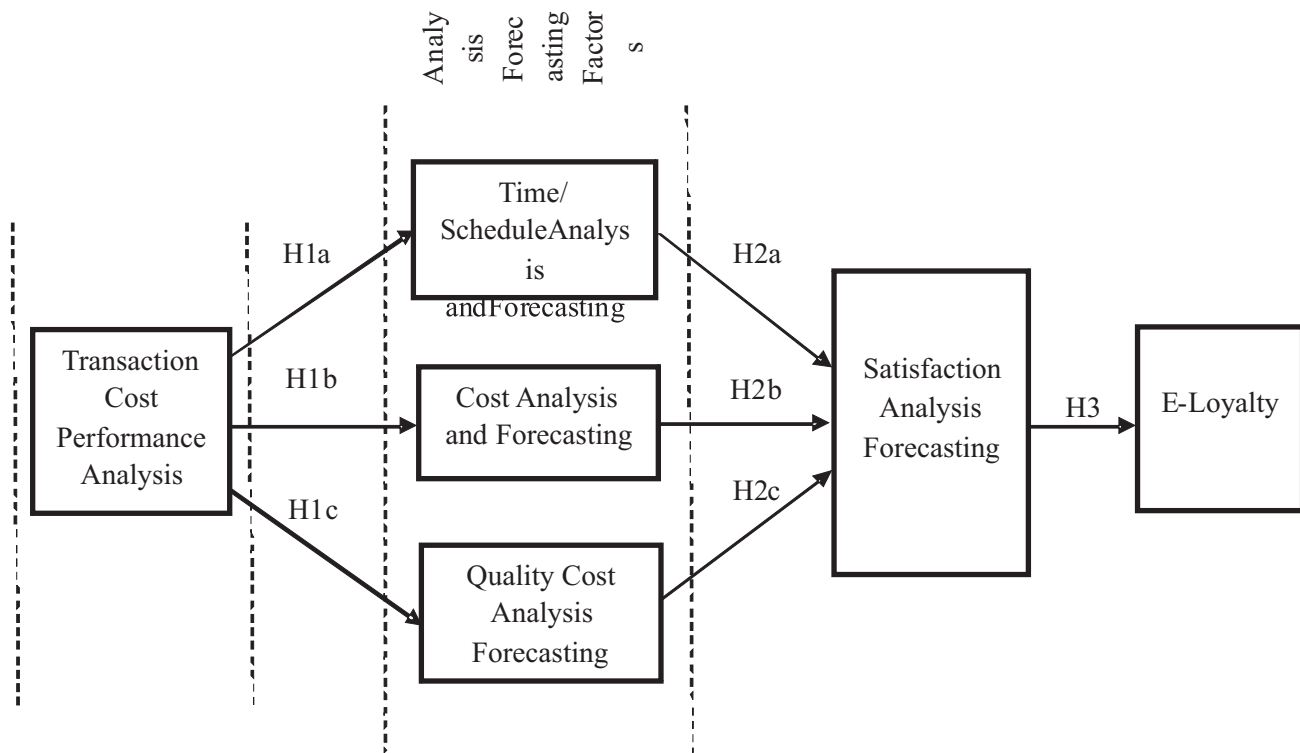 Analy
sis
Forec
asting
Factor
s
Time/
ScheduleAnalys
is
andForecasting
H1a
H2a
Transaction
Cost
Performance
Analysis
H1b
Cost Analysis
and Forecasting
H2b
Satisfaction
Analysis
Forecasting
H3
E-Loyalty
H1c
H2c
Quality Cost
Analysis
Forecasting